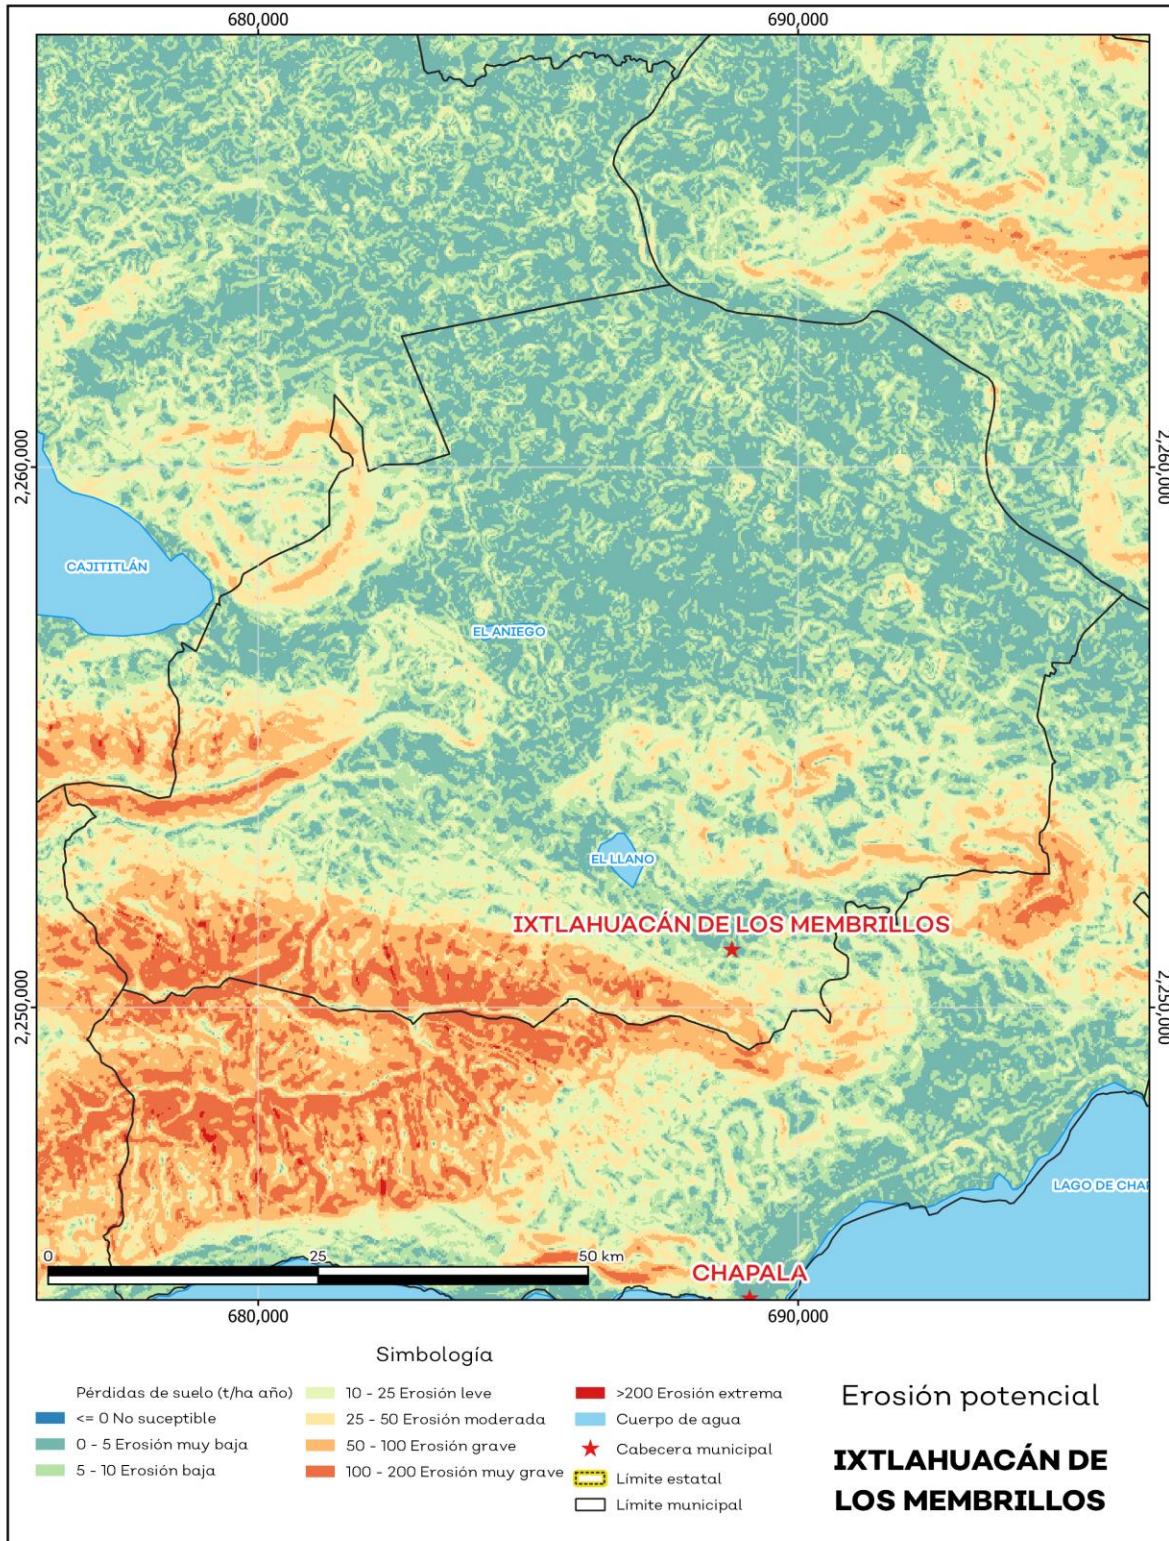 680,000
690,000
2,260,000
2,260,000
CAJITITLÁN
EL ANIEGO
EL LLANO
IXTLAHUACÁN DE LOS MEMBRILLOS
2,250,000
2,250,000
LAGO DE CHAP
0
25
50 km
CHAPALA
680,000
690,000
Simbología
Pérdidas de suelo (t/ha año)
<= 0 No suceptible
0 - 5 Erosión muy baja
5 - 10 Erosión baja
10 - 25 Erosión leve
25 - 50 Erosión moderada
50 - 100 Erosión grave
100 - 200 Erosión muy grave
>200 Erosión extrema
Cuerpo de agua
Cabecera municipal
Límite estatal
Límite municipal
Erosión potencial
IXTLAHUACÁN DE
LOS MEMBRILLOS